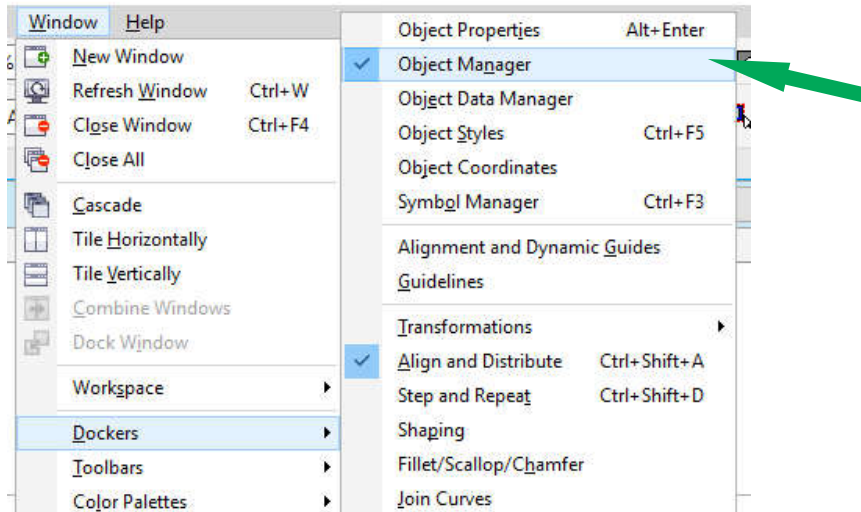 Window Help
New Window
Refresh Window Ctrl+W
Close Window Ctrl+F4
Close All
Cascade
Tile Horizontally
Tile Vertically
Combine Windows
Dock Window
Workspace
Dockers
Toolbars
Color Palettes
Object Properties Alt+Enter
Object Manager
Object Data Manager
Object Styles Ctrl+F5
Object Coordinates
Symbol Manager Ctrl+F3
Alignment and Dynamic Guides
Guidelines
Transformations
Align and Distribute Ctrl+Shift+A
Step and Repeat Ctrl+Shift+D
Shaping
Fillet/Scallop/Chamfer
Join Curves